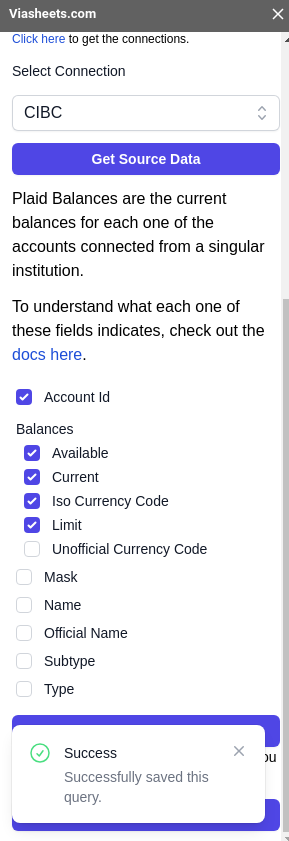 Viasheets.com
Click here to get the connections.
Select Connection
CIBC
Get Source Data
Plaid Balances are the current
balances for each one of the
accounts connected from a singular
institution.
To understand what each one of
these fields indicates, check out the
docs here.
Account Id
Balances
Available
Current
Iso Currency Code
Limit
Unofficial Currency Code
Mask
Name
Official Name
Subtype
Type
Success
Successfully saved this
query.